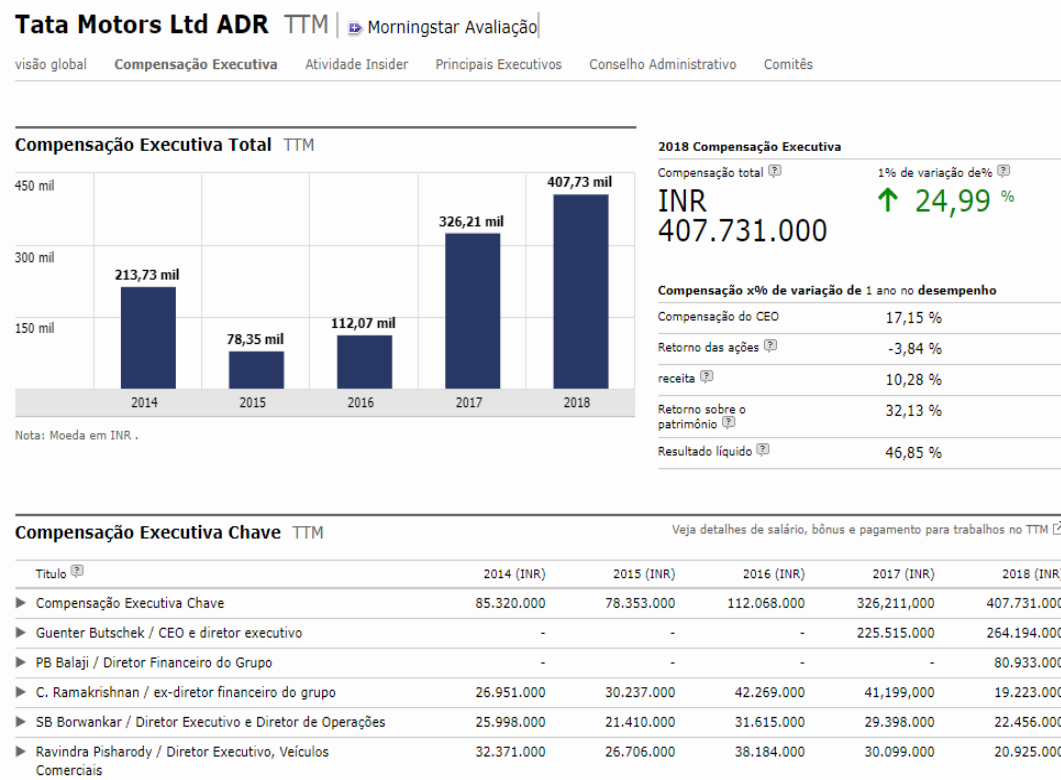 Tata Motors Ltd ADR TTM Morningstar Avaliação
visão global Compensação Executiva Atividade Insider Principais Executivos Conselho Administrativo Comitês
Compensação Executiva Total TTM
450 mil
300 mil
150 mil
213,73 mil
78,35 mil
112,07 mil
326,21 mil
407,73 mil
2014 2015 2016 2017 2018
Nota: Moeda em INR .
2018 Compensação Executiva
Compensação total ? 1% de variação de% ?
INR
407.731.000
24,99 %
Compensação x% de variação de 1 ano no desempenho
Compensação do CEO 17,15 %
Retorno das ações ? -3,84 %
receita ? 10,28 %
Retorno sobre o
patrimônio ? 32,13 %
Resultado líquido ? 46,85 %
Compensação Executiva Chave TTM
Veja detalhes de salário, bônus e pagamento para trabalhos no TTM
Titulo ? 2014 (INR) 2015 (INR) 2016 (INR) 2017 (INR) 2018 (INR)
Compensação Executiva Chave 85.320.000 78.353.000 112.068.000 326,211,000 407.731.000
Guenter Butschek / CEO e diretor executivo - - - 225.515.000 264.194.000
PB Balaji / Diretor Financeiro do Grupo - - - - 80.933.000
C. Ramakrishnan / ex-diretor financeiro do grupo 26.951.000 30.237.000 42.269.000 41,199,000 19.223.000
SB Borwankar / Diretor Executivo e Diretor de Operações 25.998.000 21.410.000 31.615.000 29.398.000 22.456.000
Ravindra Pisharody / Diretor Executivo, Veículos 32.371.000 26.706.000 38.184.000 30.099.000 20.925.000
Comerciais